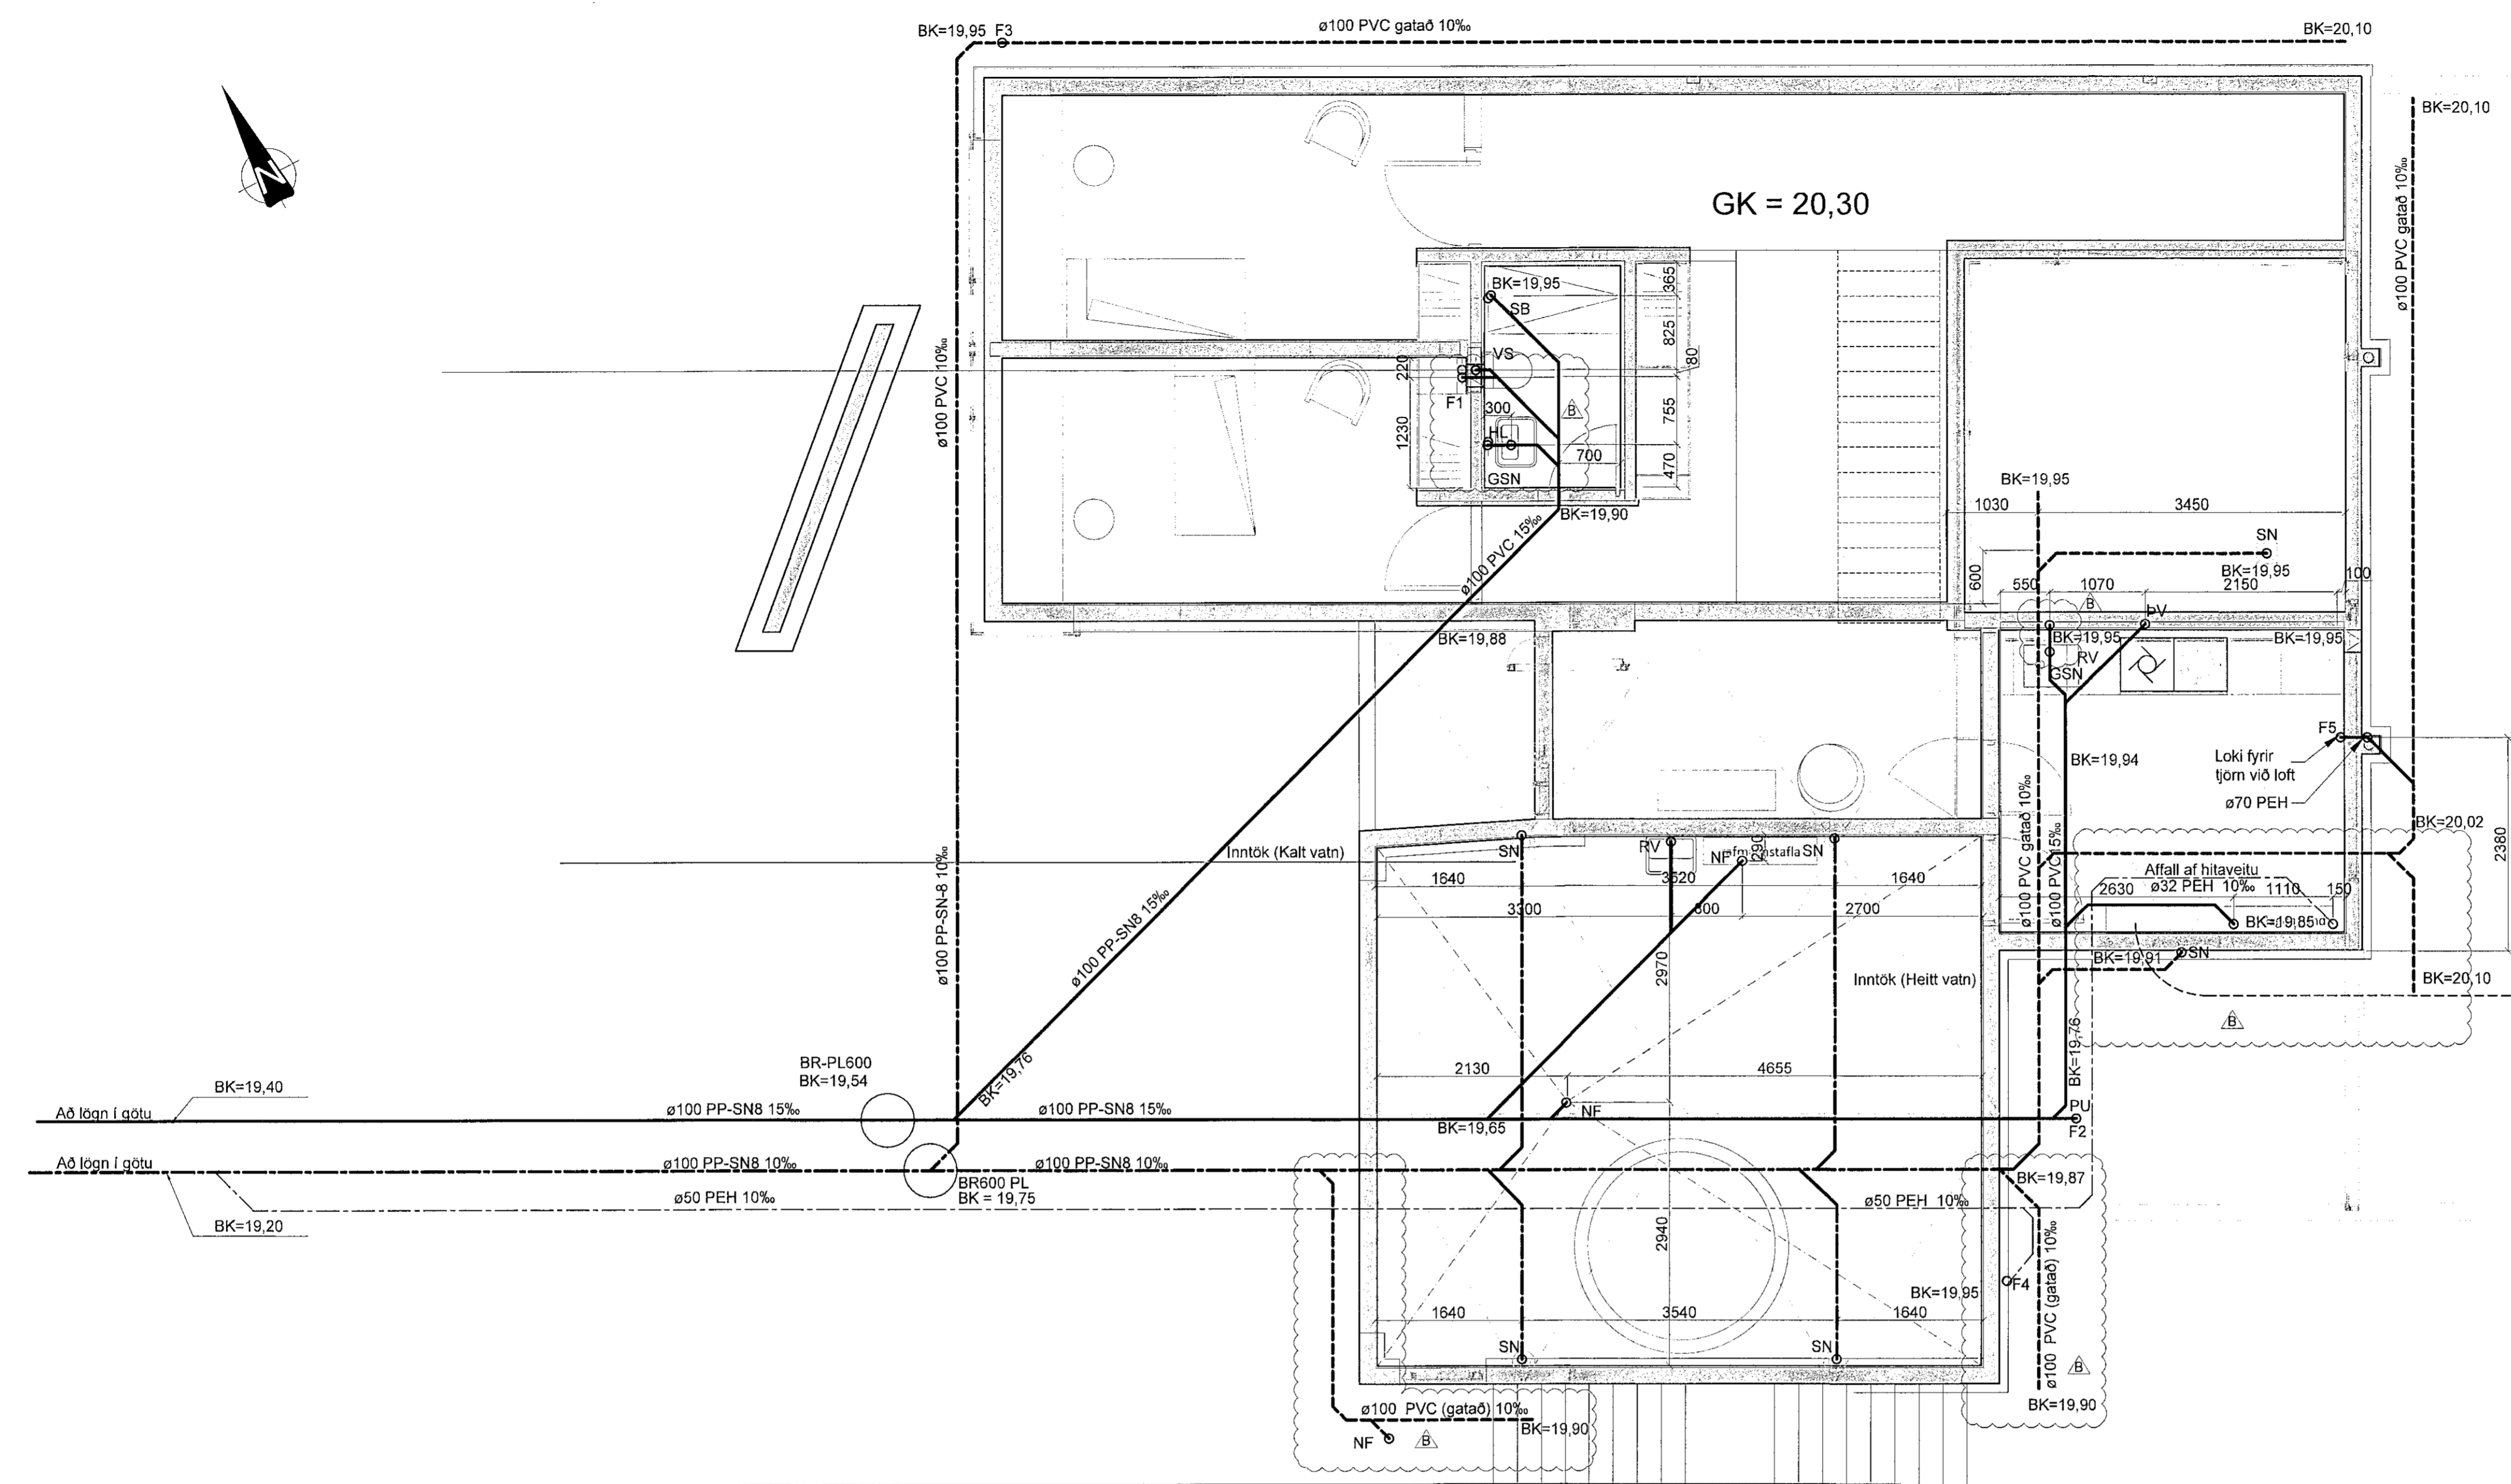 BK=19,95 F3
ø100 PVC gatað 10‰
BK=20,10
BK=20,10
ø100 PVC gatað 10‰
N
GK = 20,30
BK=19,95
SB
365
825
80
VS
220
F1
300
B
755
1230
HL
700
470
GSN
BK=19,90
ø100 PVC 10‰
ø100 PVC 15‰
BK=19,88
BK=19,95
1030
3450
SN
BK=19,95
600
550
1070
2150
100
B
ÞV
BK=19,95
BK=19,95
RV
GSN
F5
BK=19,94
Loki fyrir
tjörn við loft
ø70 PEH
BK=20,02
2380
ø100 PVC gatað 10‰
ø100 PVC 15‰
Affall af hitaveitu
2630
ø32 PEH 10‰
1110
150
BK=19,85
BK=19,91
SN
BK=20,10
B
Inntök (Kalt vatn)
SN
RV
NF
290
SN
1640
3520
1640
3300
800
2700
2970
Inntök (Heitt vatn)
ø100 PP-SN-8 10‰
ø100 PP-SN8 15‰
BK=19,76
BK=19,76
2130
4655
BR-PL600
BK=19,54
BK=19,40
Að lögn í götu
ø100 PP-SN8 15‰
ø100 PP-SN8 15‰
NF
BK=19,65
PU
F2
Að lögn í götu
ø100 PP-SN8 10‰
ø100 PP-SN8 10‰
BR600 PL
BK = 19,75
ø50 PEH 10‰
BK=19,20
BK=19,87
ø50 PEH 10‰
2940
F4
BK=19,95
ø100 PVC (gatað) 10‰
1640
3540
1640
SN
SN
B
BK=19,90
ø100 PVC (gatað) 10‰
BK=19,90
NF
B